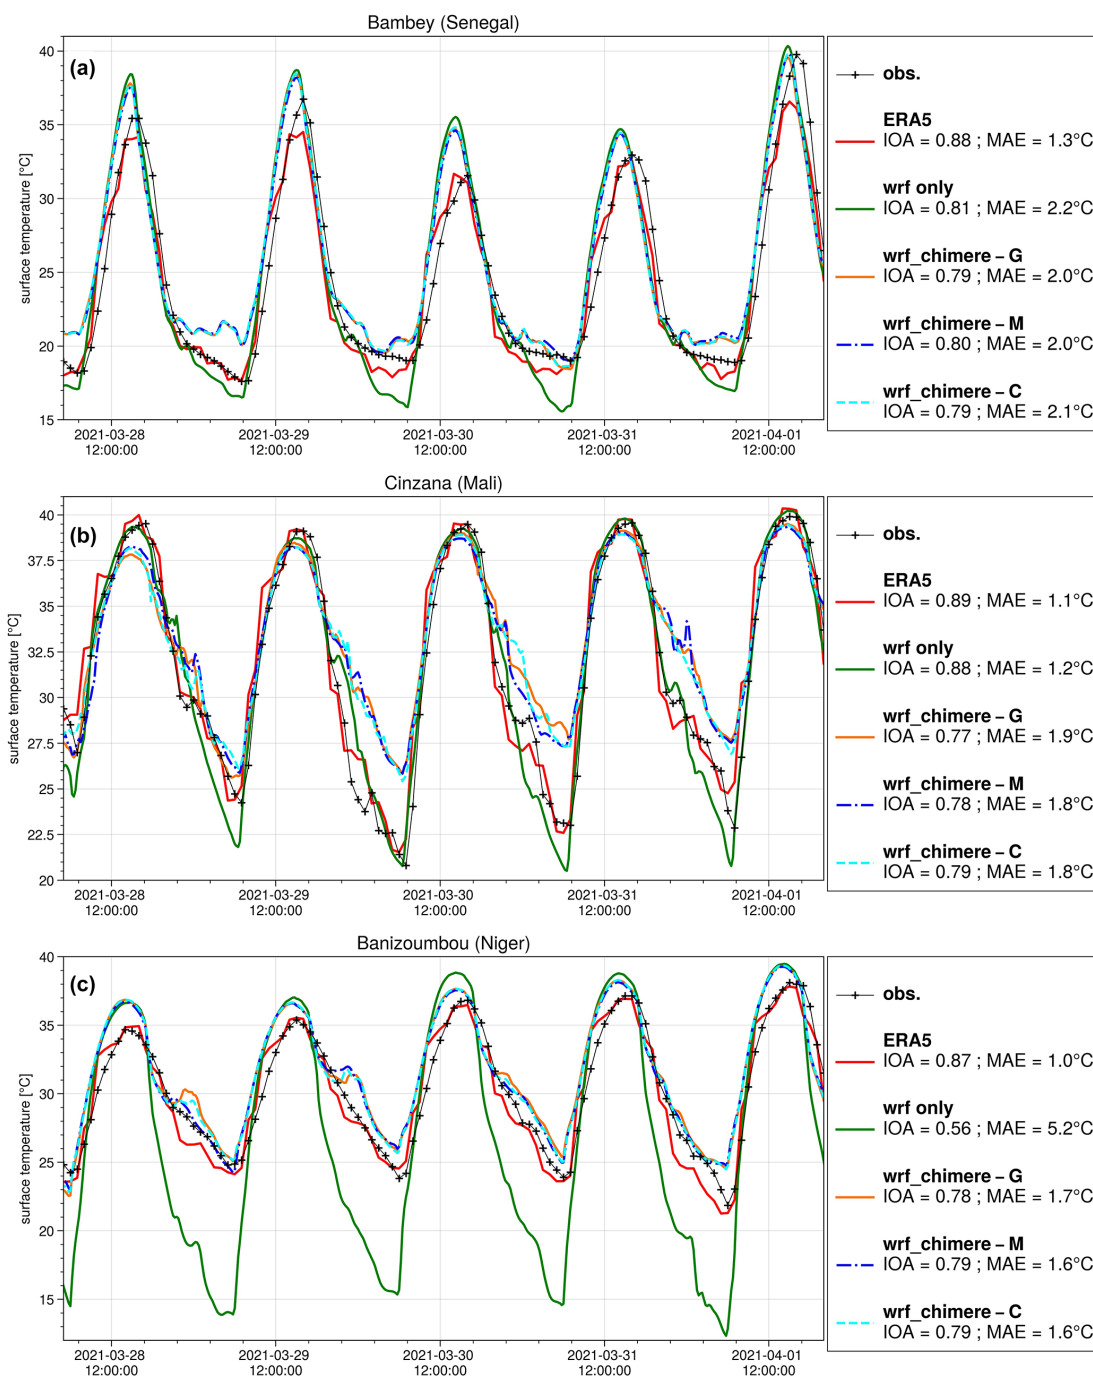 Bambey (Senegal)
(a)
surface temperature [°C]
40
35
30
25
20
15
2021-03-28
12:00:00
2021-03-29
12:00:00
2021-03-30
12:00:00
2021-03-31
12:00:00
2021-04-01
12:00:00
obs.
ERA5
IOA = 0.88 ; MAE = 1.3°C
wrf only
IOA = 0.81 ; MAE = 2.2°C
wrf_chimere – G
IOA = 0.79 ; MAE = 2.0°C
wrf_chimere – M
IOA = 0.80 ; MAE = 2.0°C
wrf_chimere – C
IOA = 0.79 ; MAE = 2.1°C
Cinzana (Mali)
(b)
surface temperature [°C]
40
37.5
35
32.5
30
27.5
25
22.5
20
2021-03-28
12:00:00
2021-03-29
12:00:00
2021-03-30
12:00:00
2021-03-31
12:00:00
2021-04-01
12:00:00
obs.
ERA5
IOA = 0.89 ; MAE = 1.1°C
wrf only
IOA = 0.88 ; MAE = 1.2°C
wrf_chimere – G
IOA = 0.77 ; MAE = 1.9°C
wrf_chimere – M
IOA = 0.78 ; MAE = 1.8°C
wrf_chimere – C
IOA = 0.79 ; MAE = 1.8°C
Banizoumbou (Niger)
(c)
surface temperature [°C]
40
35
30
25
20
15
2021-03-28
12:00:00
2021-03-29
12:00:00
2021-03-30
12:00:00
2021-03-31
12:00:00
2021-04-01
12:00:00
obs.
ERA5
IOA = 0.87 ; MAE = 1.0°C
wrf only
IOA = 0.56 ; MAE = 5.2°C
wrf_chimere – G
IOA = 0.78 ; MAE = 1.7°C
wrf_chimere – M
IOA = 0.79 ; MAE = 1.6°C
wrf_chimere – C
IOA = 0.79 ; MAE = 1.6°C